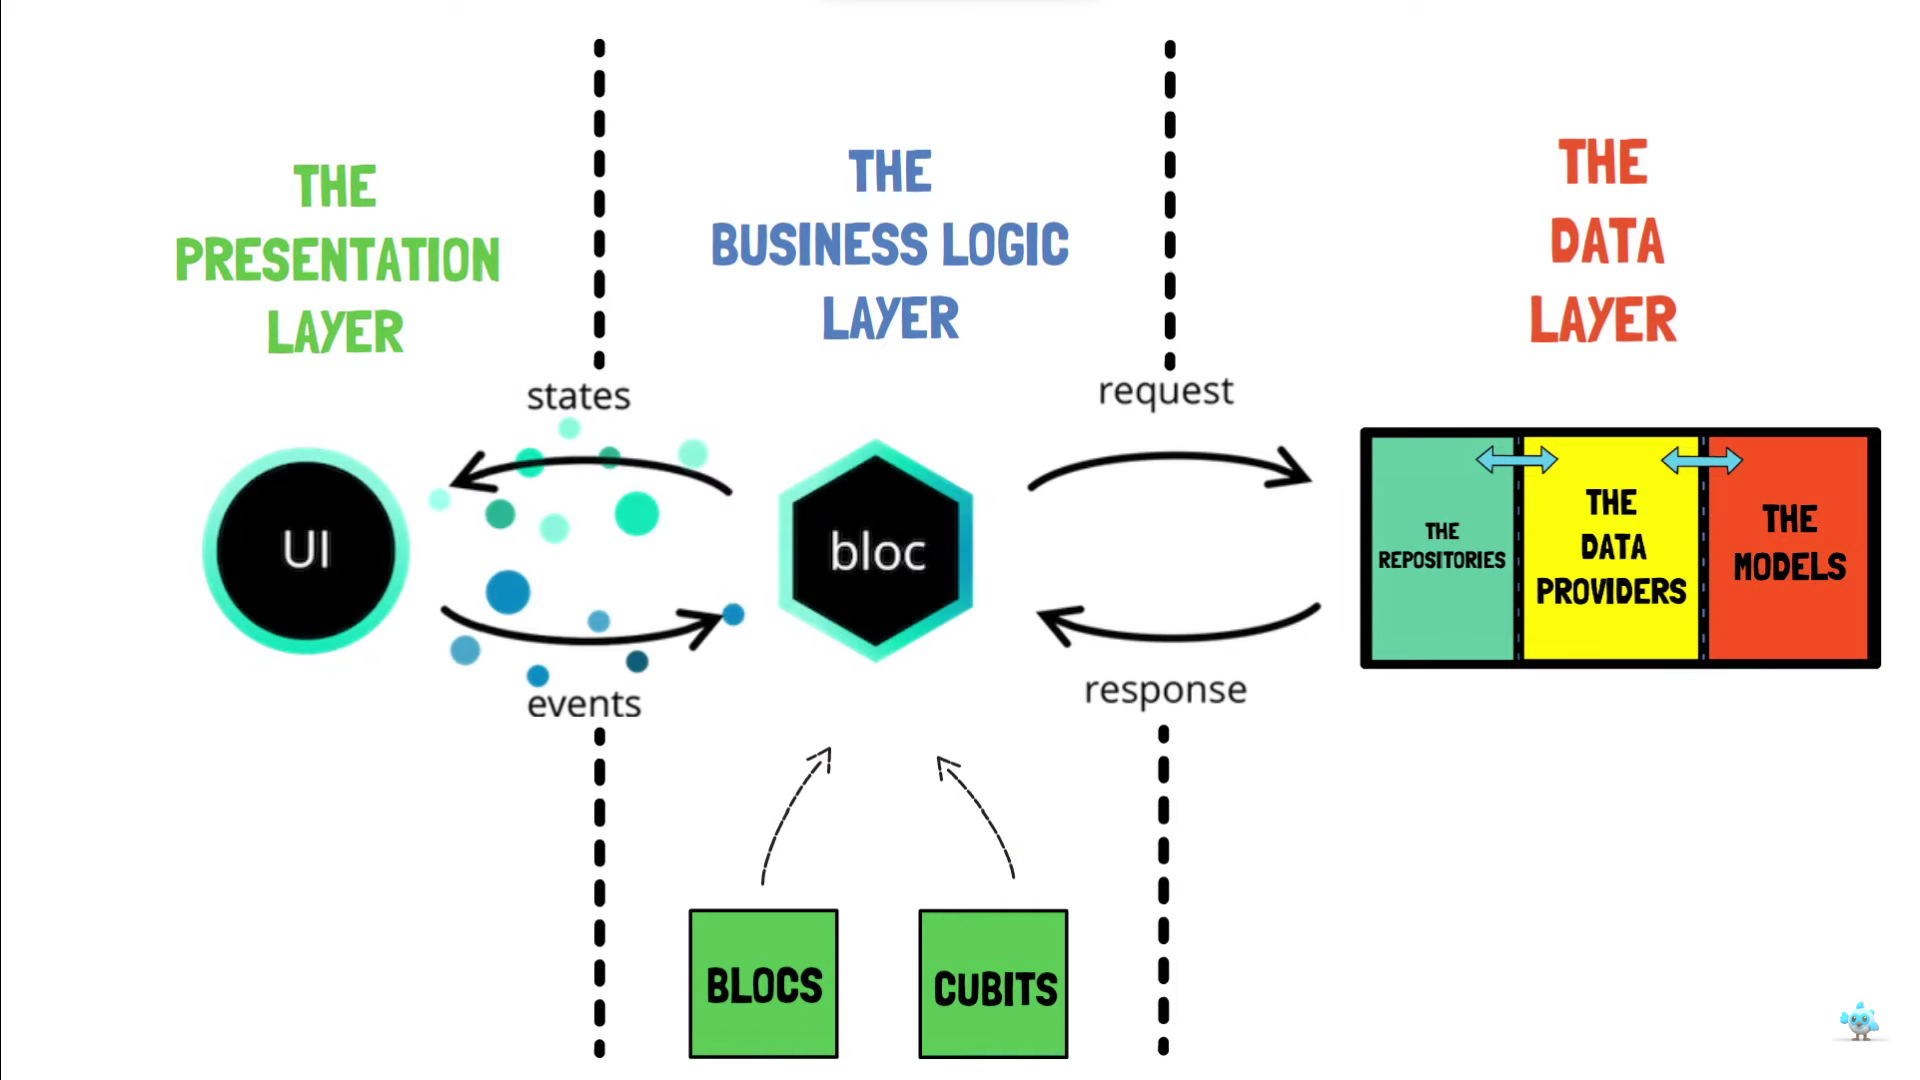 THE
PRESENTATION
LAYER
THE
BUSINESS LOGIC
LAYER
THE
DATA
LAYER
states
request
UI
bloc
THE
REPOSITORIES
THE
DATA
PROVIDERS
THE
MODELS
events
response
BLOCS
CUBITS